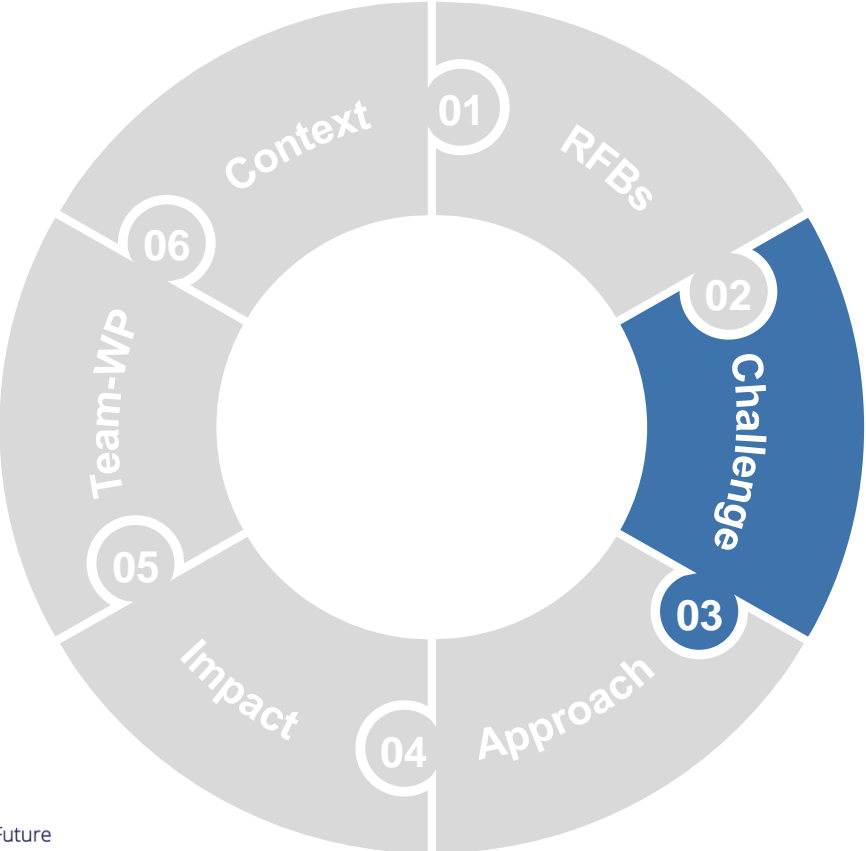 01
Context
RFBs
06
02
Team-WP
Challenge
05
03
Impact
Approach
04
Future